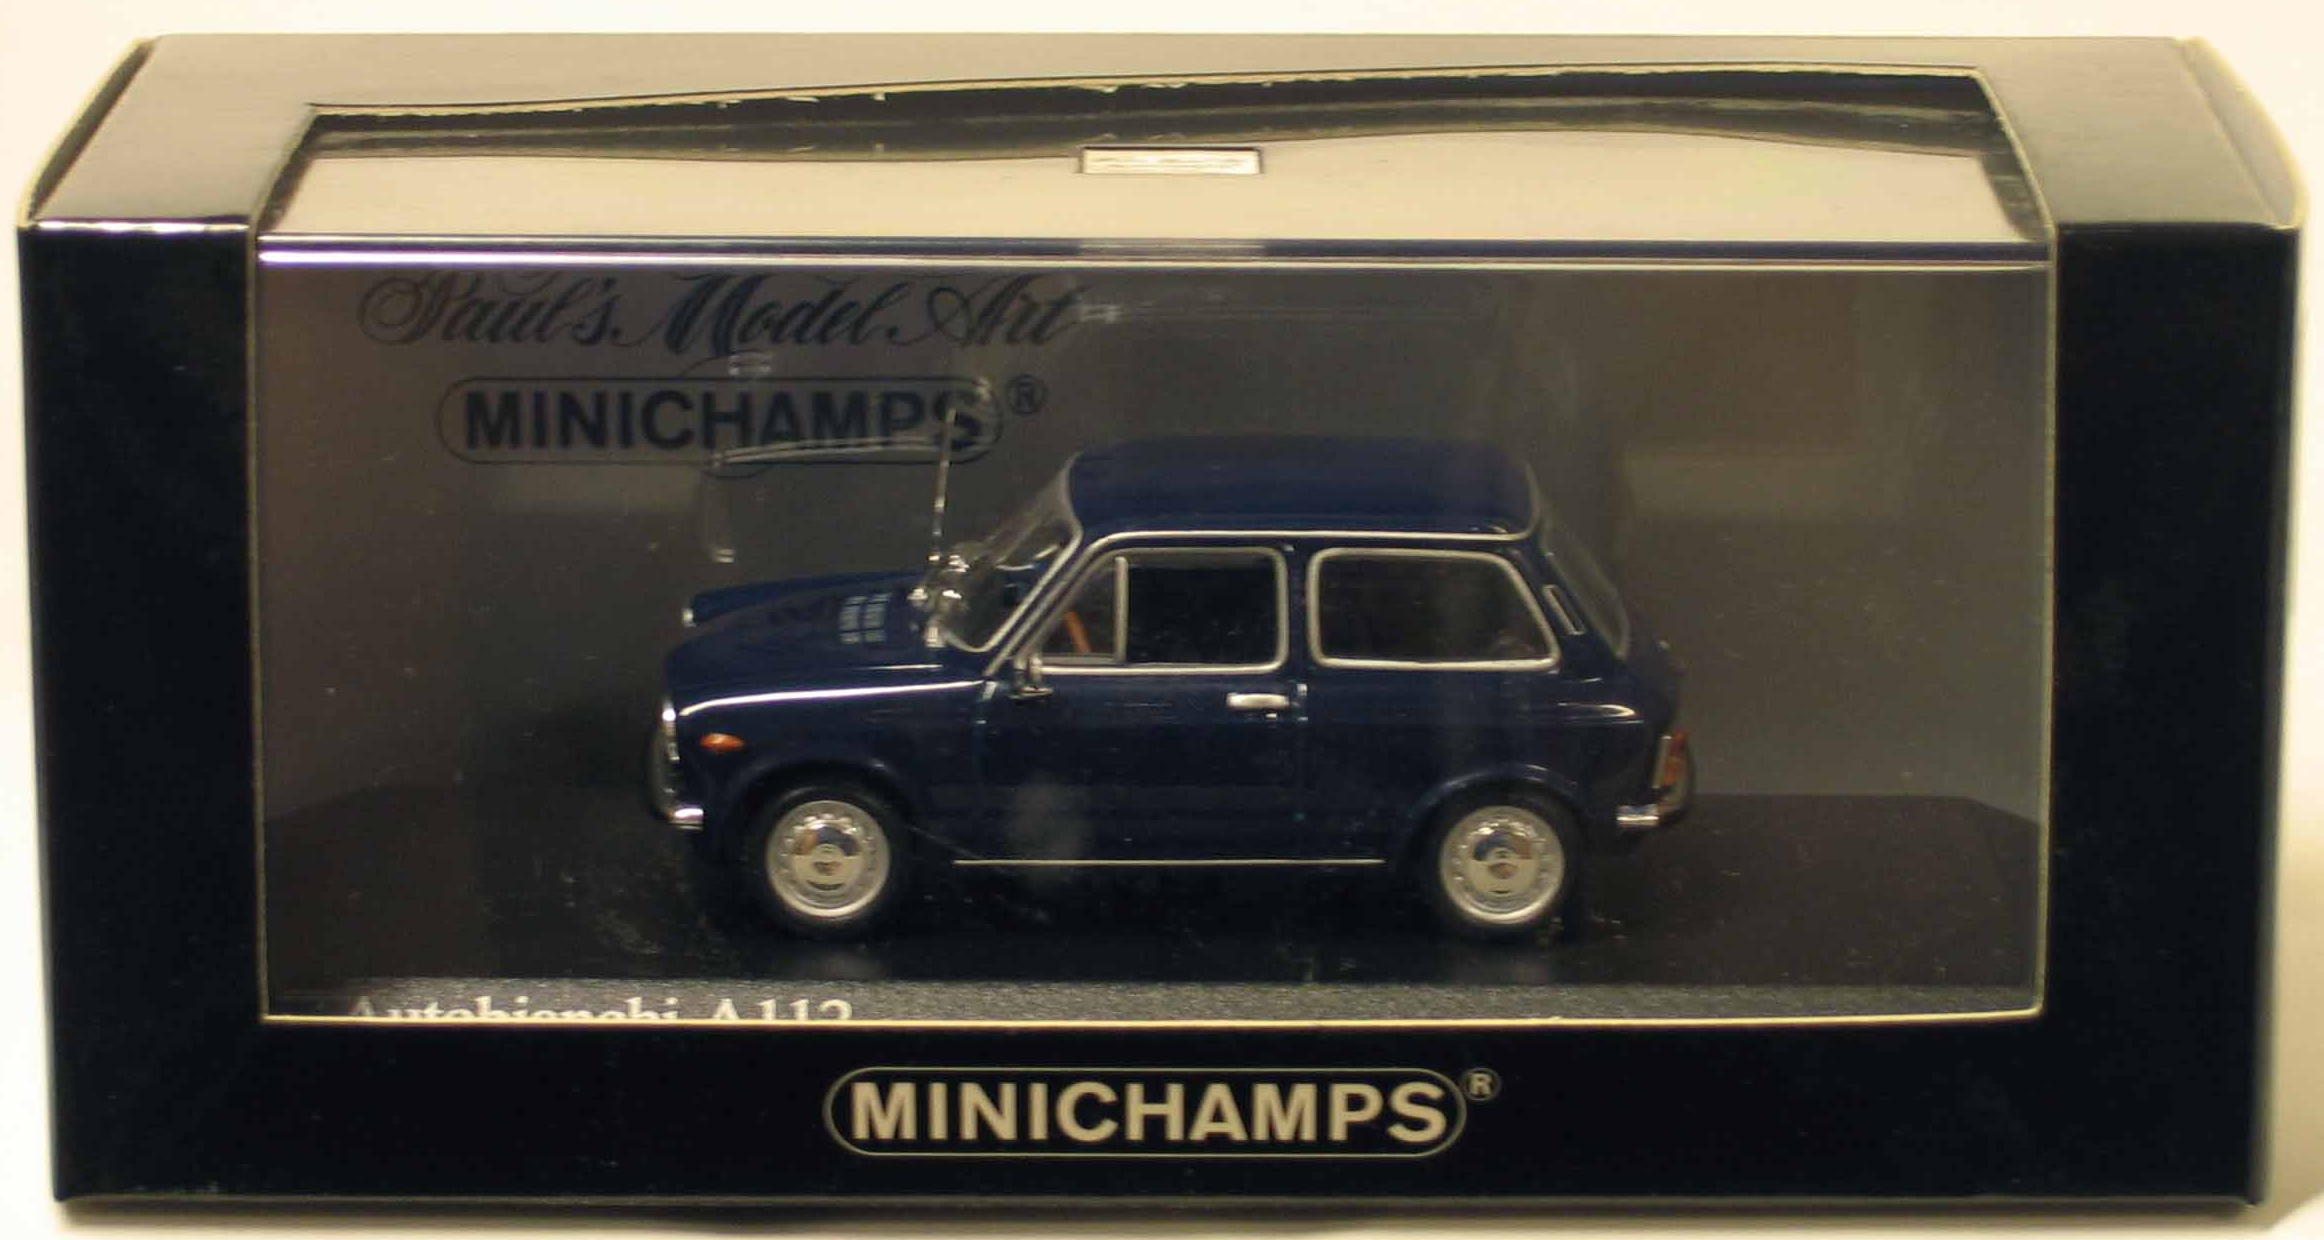 Paul's Model Art
MINICHAMPS®
Autobianchi A112
MINICHAMPS®